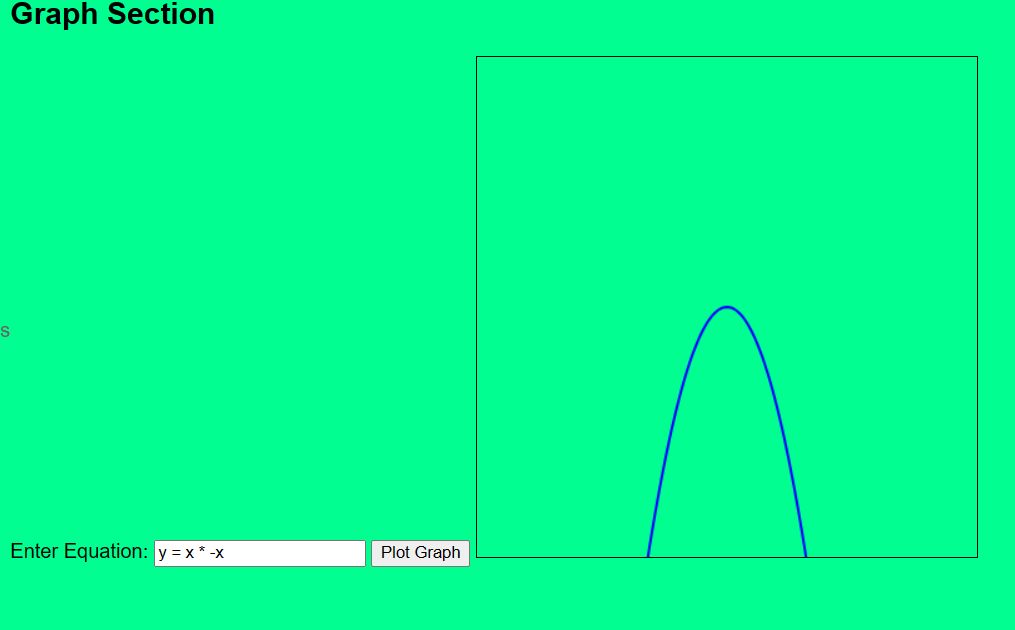 Graph Section
s
Enter Equation: y = x * -x Plot Graph